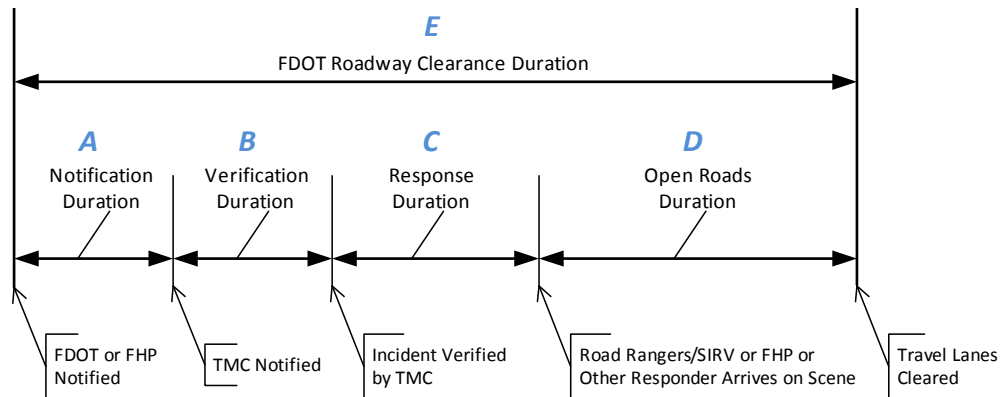 E
FDOT Roadway Clearance Duration
A
B
C
D
Notification
Duration
Verification
Duration
Response
Duration
Open Roads
Duration
FDOT or FHP
Notified
TMC Notified
Incident Verified
by TMC
Road Rangers/SIRV or FHP or
Other Responder Arrives on Scene
Travel Lanes
Cleared